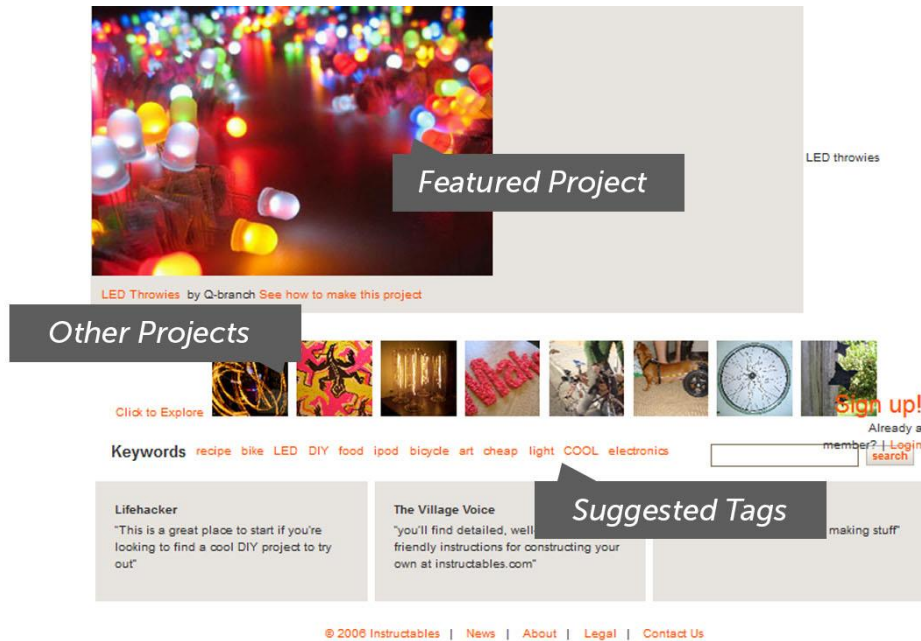 Featured Project
LED throwies
LED Throwies by Q-branch See how to make this project
Other Projects
Click to Explore
Sign up!
Already a
member? | Login
Keywords recipe bike LED DIY food ipod bicycle art cheap light COOL electronics
search
Suggested Tags
Lifehacker
"This is a great place to start if you're
looking to find a cool DIY project to try
out"
The Village Voice
"you'll find detailed,
friendly instructions for constructing your
own at instructables.com"
making stuff"
© 2006 Instructables | News | About | Legal | Contact Us